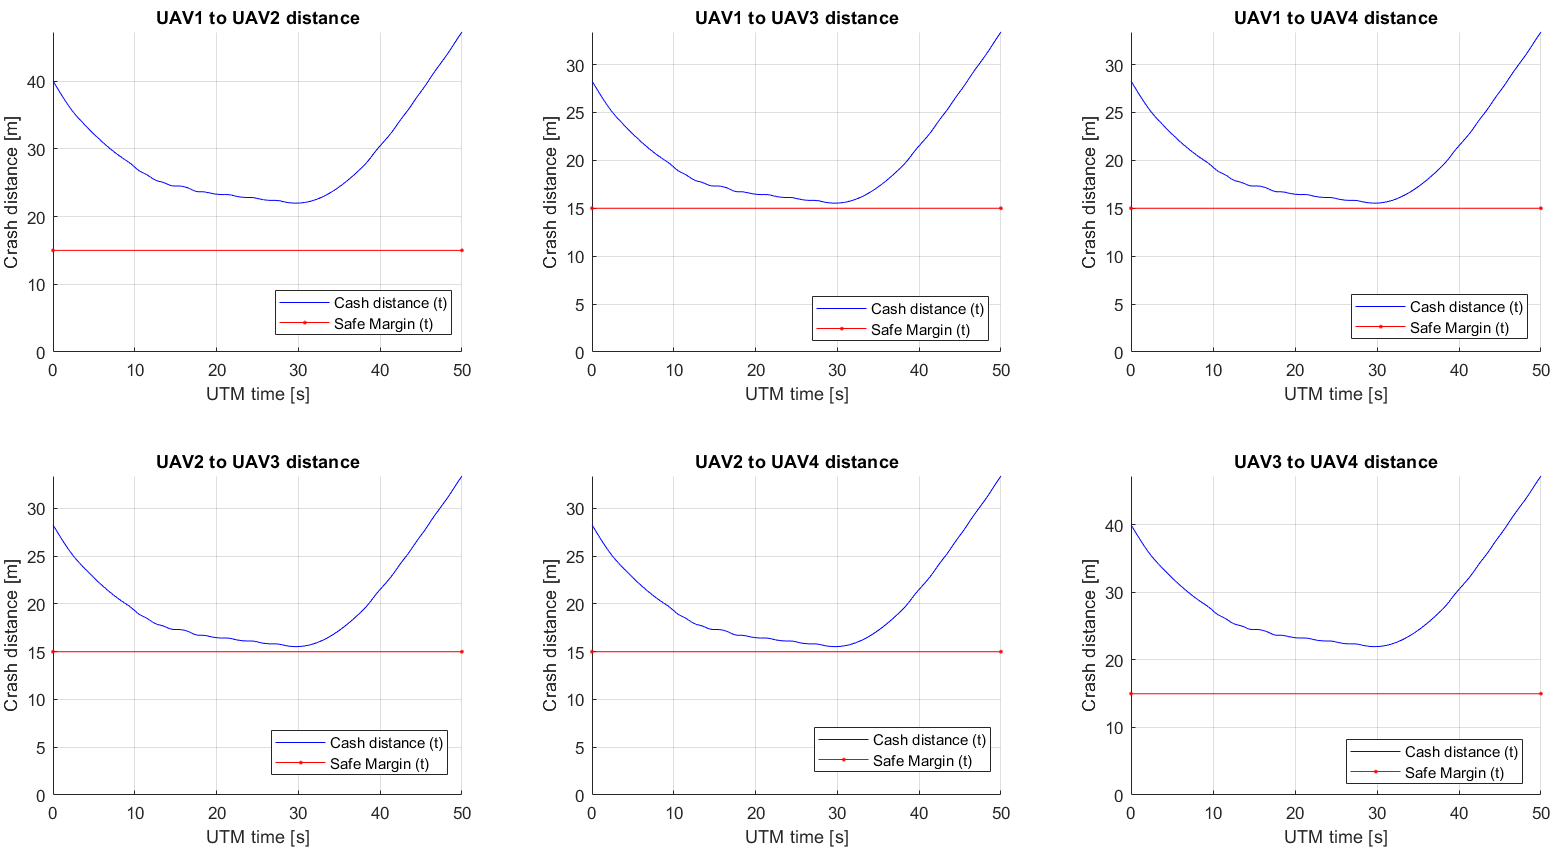 UAV1 to UAV2 distance
Crash distance [m]
40
30
20
10
0
Cash distance (t)
Safe Margin (t)
0 10 20 30 40 50
UTM time [s]
UAV1 to UAV3 distance
Crash distance [m]
30
25
20
15
10
5
0
Cash distance (t)
Safe Margin (t)
0 10 20 30 40 50
UTM time [s]
UAV1 to UAV4 distance
Crash distance [m]
30
25
20
15
10
5
0
Cash distance (t)
Safe Margin (t)
0 10 20 30 40 50
UTM time [s]
UAV2 to UAV3 distance
Crash distance [m]
30
25
20
15
10
5
0
Cash distance (t)
Safe Margin (t)
0 10 20 30 40 50
UTM time [s]
UAV2 to UAV4 distance
Crash distance [m]
30
25
20
15
10
5
0
Cash distance (t)
Safe Margin (t)
0 10 20 30 40 50
UTM time [s]
UAV3 to UAV4 distance
Crash distance [m]
40
30
20
10
0
Cash distance (t)
Safe Margin (t)
0 10 20 30 40 50
UTM time [s]